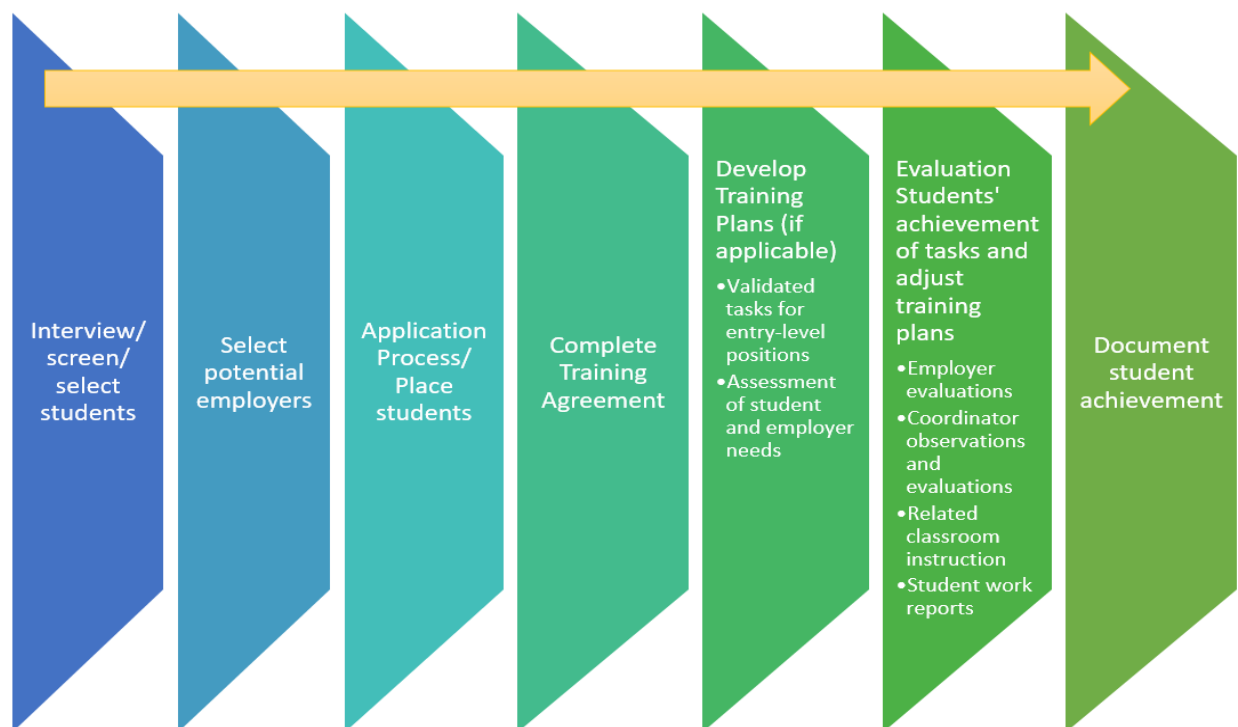 Interview/
screen/
select
students
Select
potential
employers
Application
Process/
Place
students
Complete
Training
Agreement
Develop
Training
Plans (if
applicable)
•Validated
tasks for
entry-level
positions
•Assessment
of student
and employer
needs
Evaluation
Students'
achievement
of tasks and
adjust
training
plans
•Employer
evaluations
•Coordinator
observations
and
evaluations
•Related
classroom
instruction
•Student work
reports
Document
student
achievement